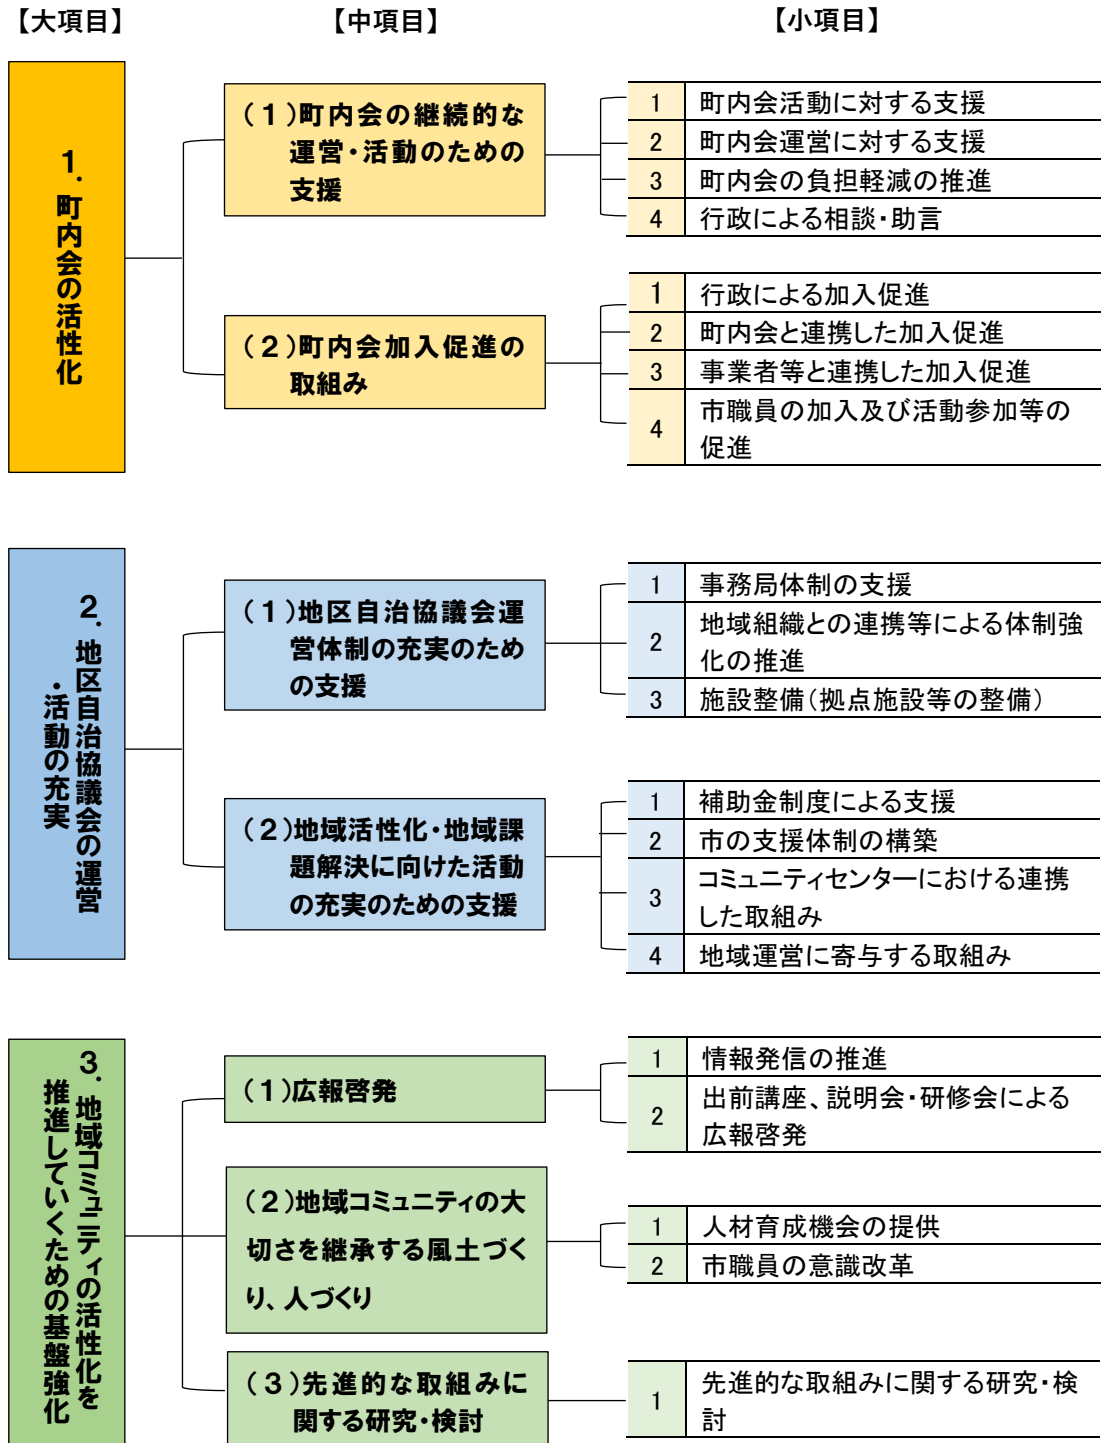 【大項目】
【中項目】
【小項目】
1．町内会の活性化
（１）町内会の継続的な
運営・活動のための
支援
1 町内会活動に対する支援
2 町内会運営に対する支援
3 町内会の負担軽減の推進
4 行政による相談・助言
（２）町内会加入促進の
取組み
1 行政による加入促進
2 町内会と連携した加入促進
3 事業者等と連携した加入促進
4 市職員の加入及び活動参加等の
促進
2．地区自治協議会の運営
・活動の充実
（１）地区自治協議会運
営体制の充実のため
の支援
1 事務局体制の支援
2 地域組織との連携等による体制強
化の推進
3 施設整備（拠点施設等の整備）
（２）地域活性化・地域課
題解決に向けた活動
の充実のための支援
1 補助金制度による支援
2 市の支援体制の構築
3 コミュニティセンターにおける連携
した取組み
4 地域運営に寄与する取組み
3．地域コミュニティの活性化を
推進していくための基盤強化
（１）広報啓発
1 情報発信の推進
2 出前講座、説明会・研修会による
広報啓発
（２）地域コミュニティの大
切さを継承する風土づく
り、人づくり
1 人材育成機会の提供
2 市職員の意識改革
（３）先進的な取組みに
関する研究・検討
1 先進的な取組みに関する研究・検
討